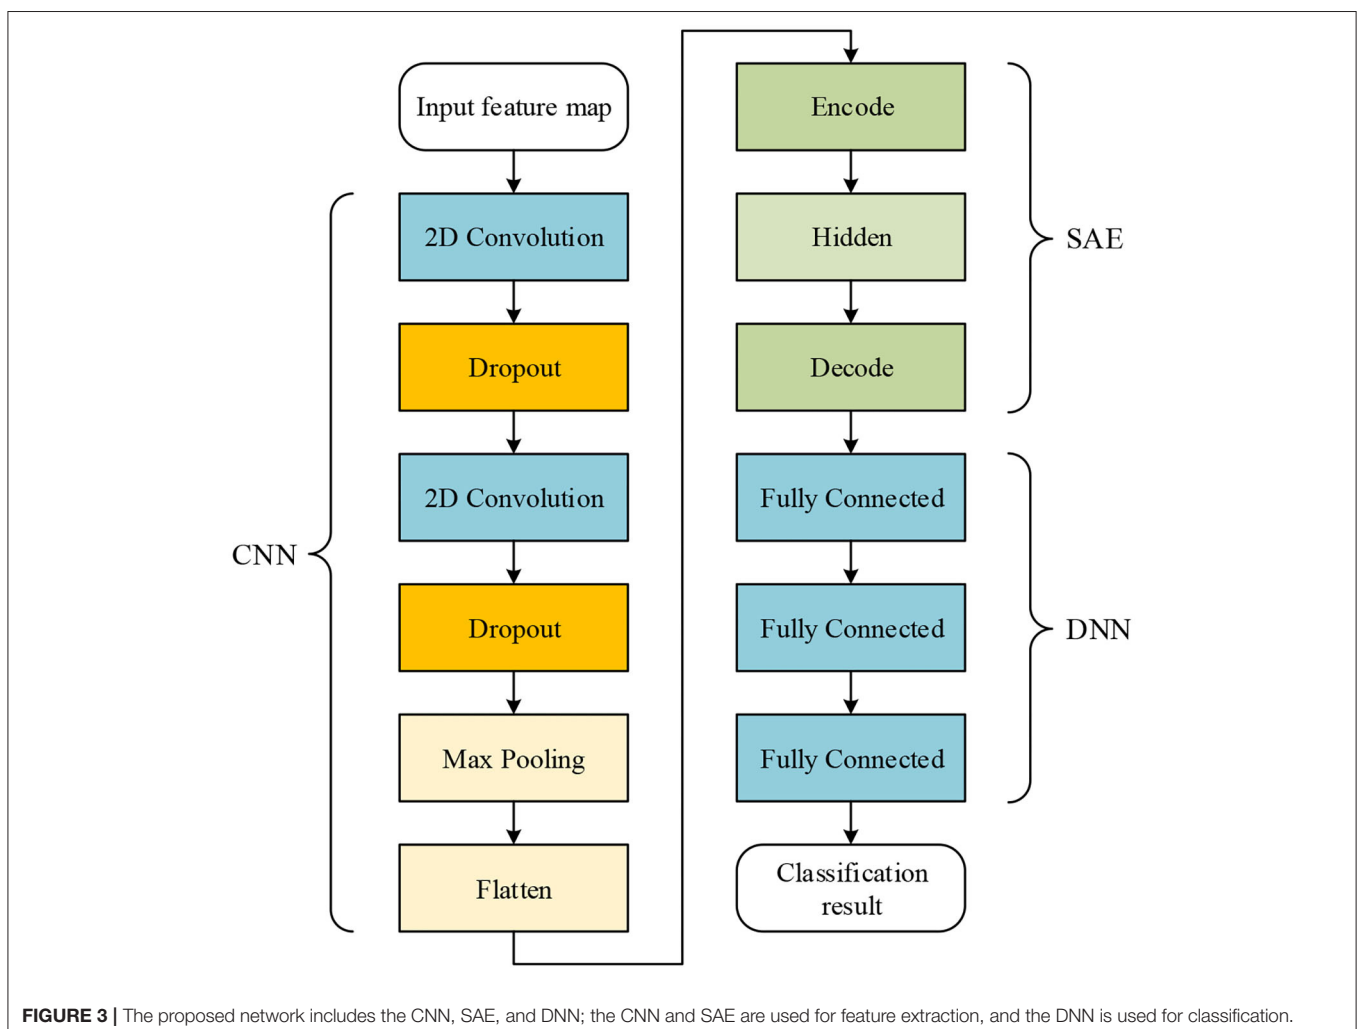 Input feature map
2D Convolution
Dropout
2D Convolution
Dropout
Max Pooling
Flatten
CNN
Encode
Hidden
Decode
SAE
Fully Connected
Fully Connected
Fully Connected
DNN
Classification
result
FIGURE 3 | The proposed network includes the CNN, SAE, and DNN; the CNN and SAE are used for feature extraction, and the DNN is used for classification.